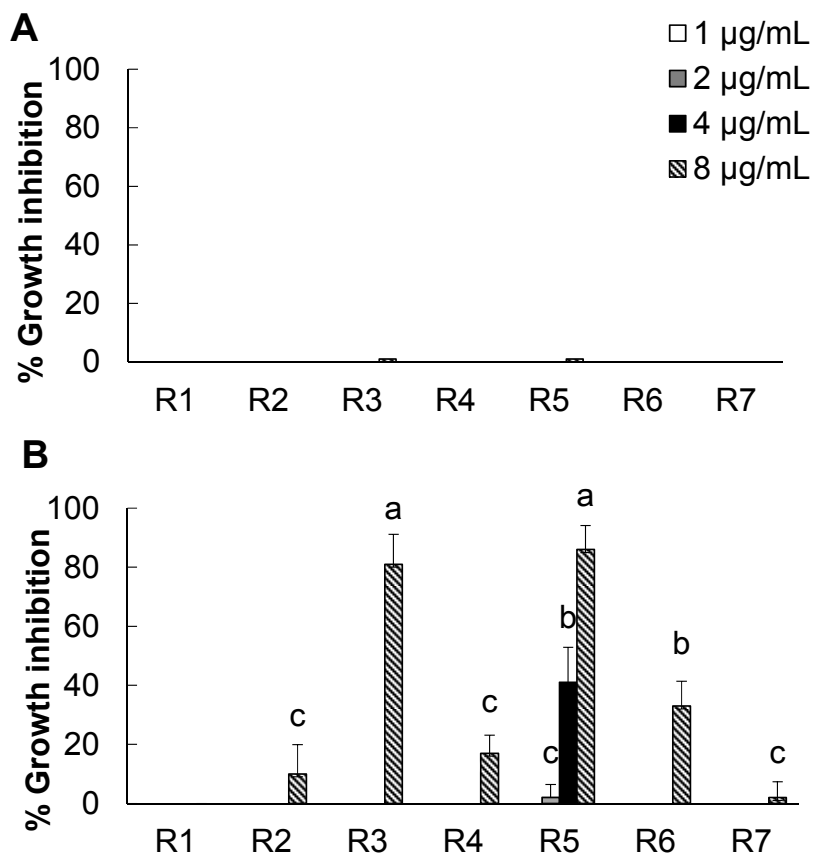 A
1 µg/mL
2 µg/mL
4 µg/mL
8 µg/mL
% Growth inhibition
100
80
60
40
20
0
R1 R2 R3 R4 R5 R6 R7
B
% Growth inhibition
100
80
60
40
20
0
c
a
c
c
b
a
b
c
R1 R2 R3 R4 R5 R6 R7